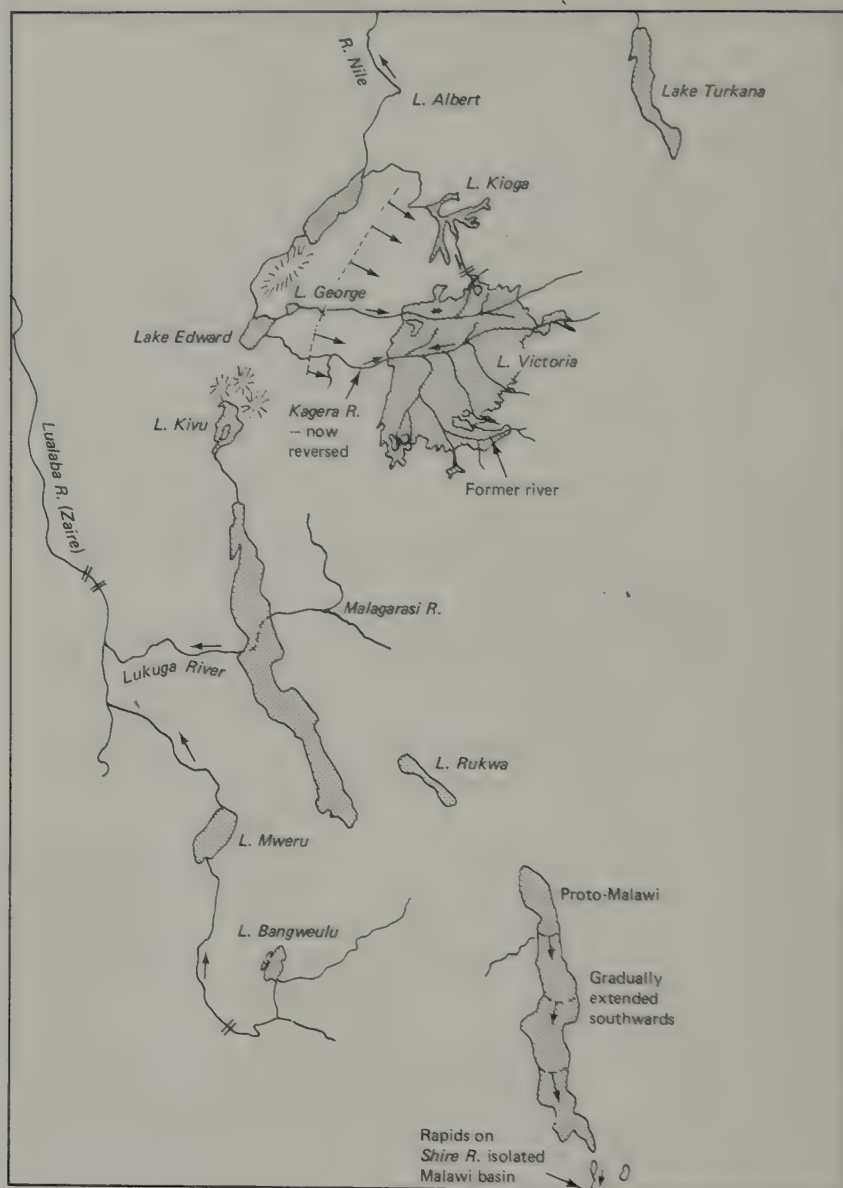 R. Nile
L. Albert
Lake Turkana
L. Kioga
L. George
Lake Edward
L. Victoria
L. Kivu
Kagera R.
– now
reversed
Former river
Lualaba R. (Zaire)
Malagarasi R.
Lukuga River
L. Rukwa
L. Mweru
Proto-Malawi
L. Bangweulu
Gradually
extended
southwards
Rapids on
Shire R. isolated
Malawi basin